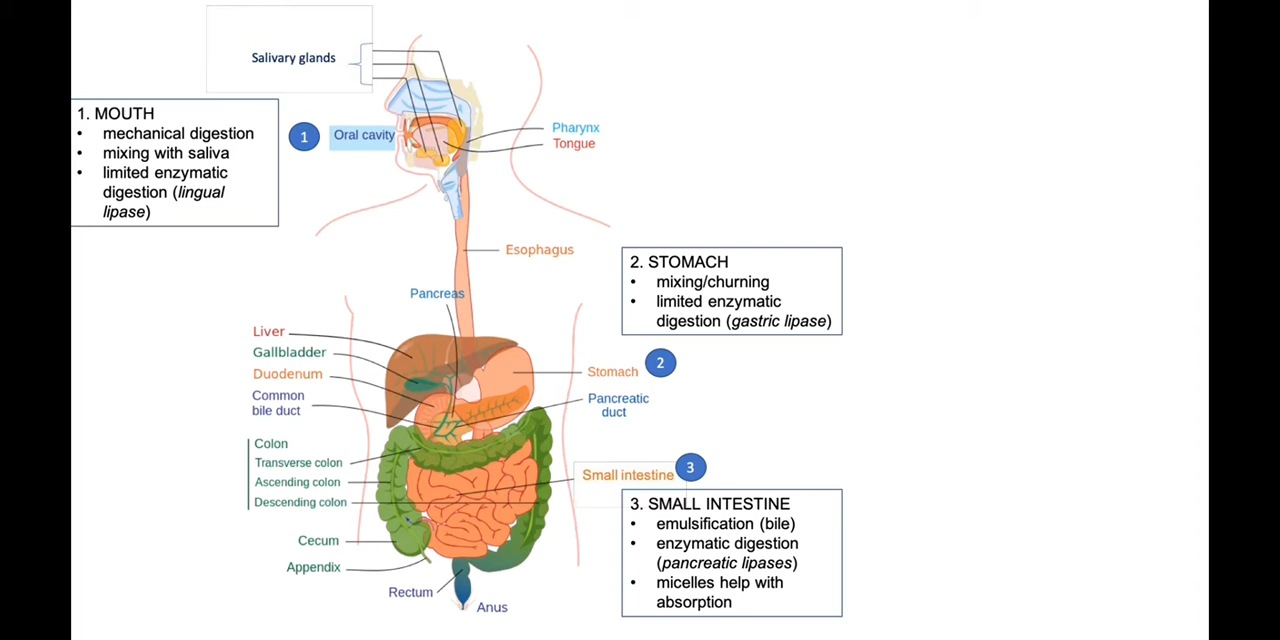 Salivary glands
1. MOUTH
• mechanical digestion
• mixing with saliva
• limited enzymatic
digestion (lingual
lipase)
1
Oral cavity
Pharynx
Tongue
Esophagus
2. STOMACH
• mixing/churning
• limited enzymatic
digestion (gastric lipase)
Pancreas
Liver
Gallbladder
Duodenum
Common
bile duct
2
Stomach
Pancreatic
duct
Colon
Transverse colon
Ascending colon
Descending colon
Cecum
Appendix
Small intestine
3
3. SMALL INTESTINE
• emulsification (bile)
• enzymatic digestion
(pancreatic lipases)
• micelles help with
absorption
Rectum
Anus